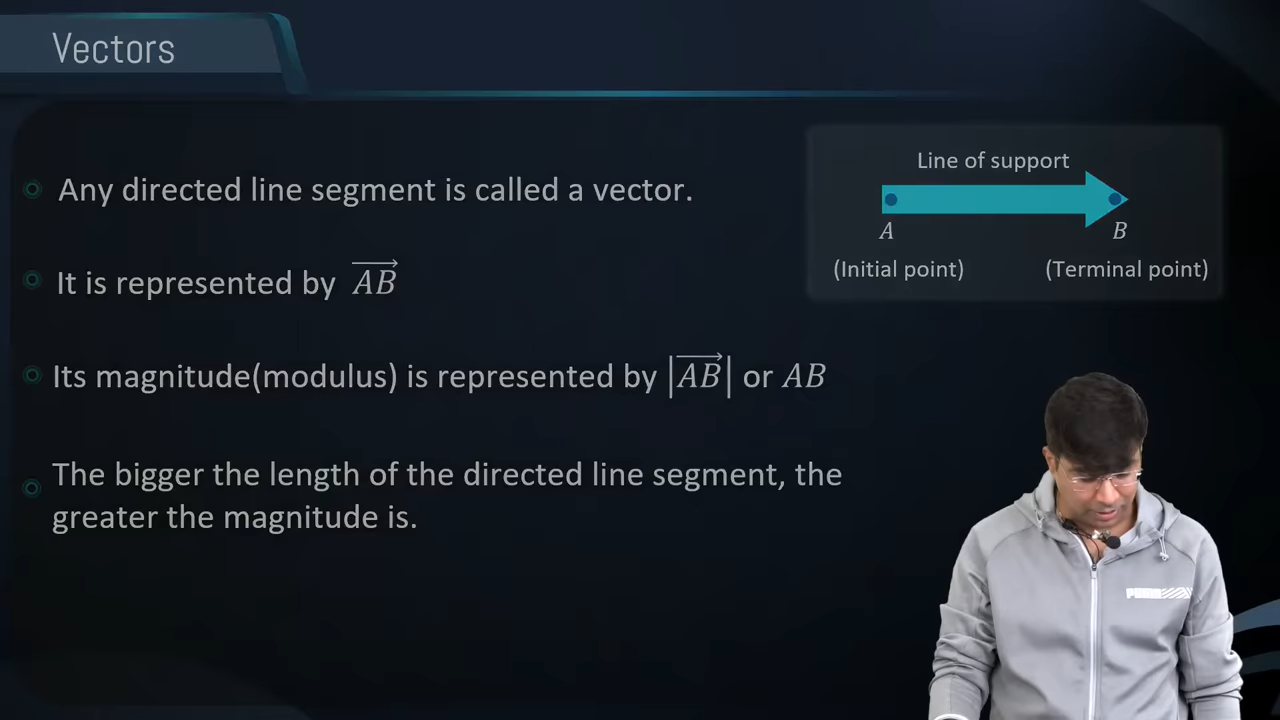 Vectors
Any directed line segment is called a vector.
It is represented by $\overrightarrow{AB}$
Its magnitude(modulus) is represented by $|\overrightarrow{AB}|$ or $AB$
The bigger the length of the directed line segment, the
greater the magnitude is.
Line of support
A B
(Initial point) (Terminal point)
PUMA